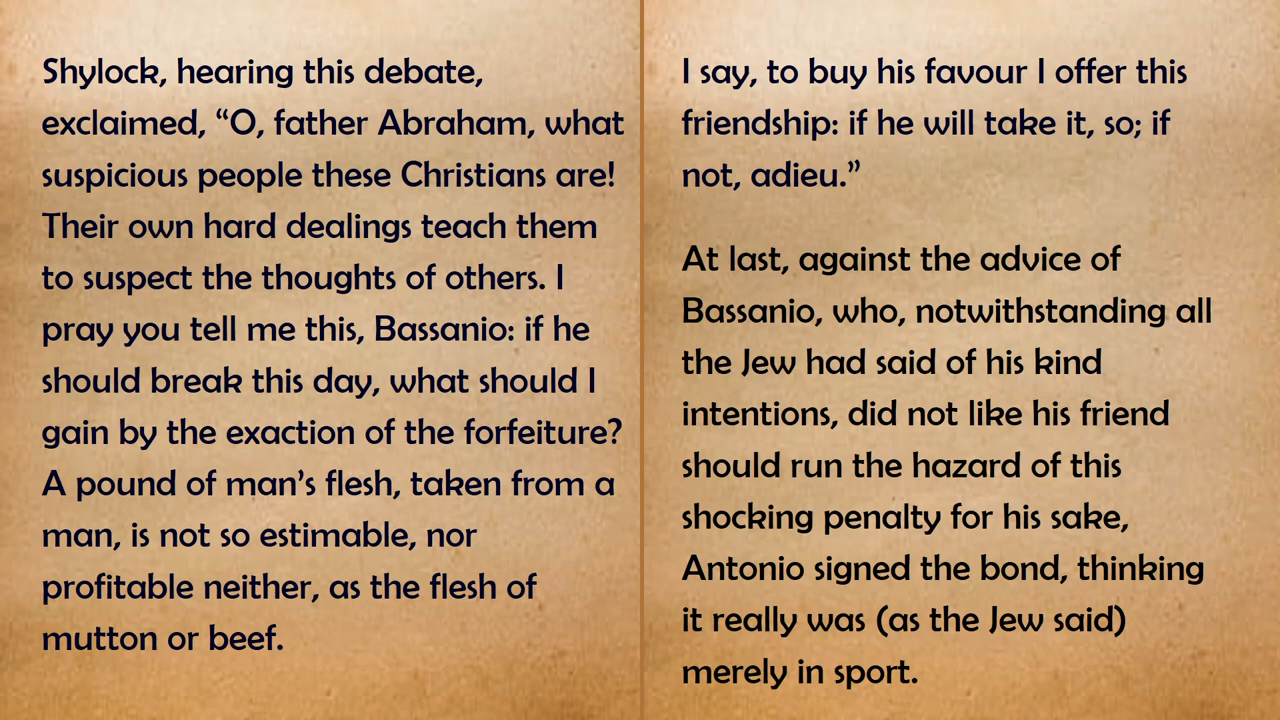 Shylock, hearing this debate,
exclaimed, “O, father Abraham, what
suspicious people these Christians are!
Their own hard dealings teach them
to suspect the thoughts of others. I
pray you tell me this, Bassanio: if he
should break this day, what should I
gain by the exaction of the forfeiture?
A pound of man’s flesh, taken from a
man, is not so estimable, nor
profitable neither, as the flesh of
mutton or beef.
I say, to buy his favour I offer this
friendship: if he will take it, so; if
not, adieu.”
At last, against the advice of
Bassanio, who, notwithstanding all
the Jew had said of his kind
intentions, did not like his friend
should run the hazard of this
shocking penalty for his sake,
Antonio signed the bond, thinking
it really was (as the Jew said)
merely in sport.